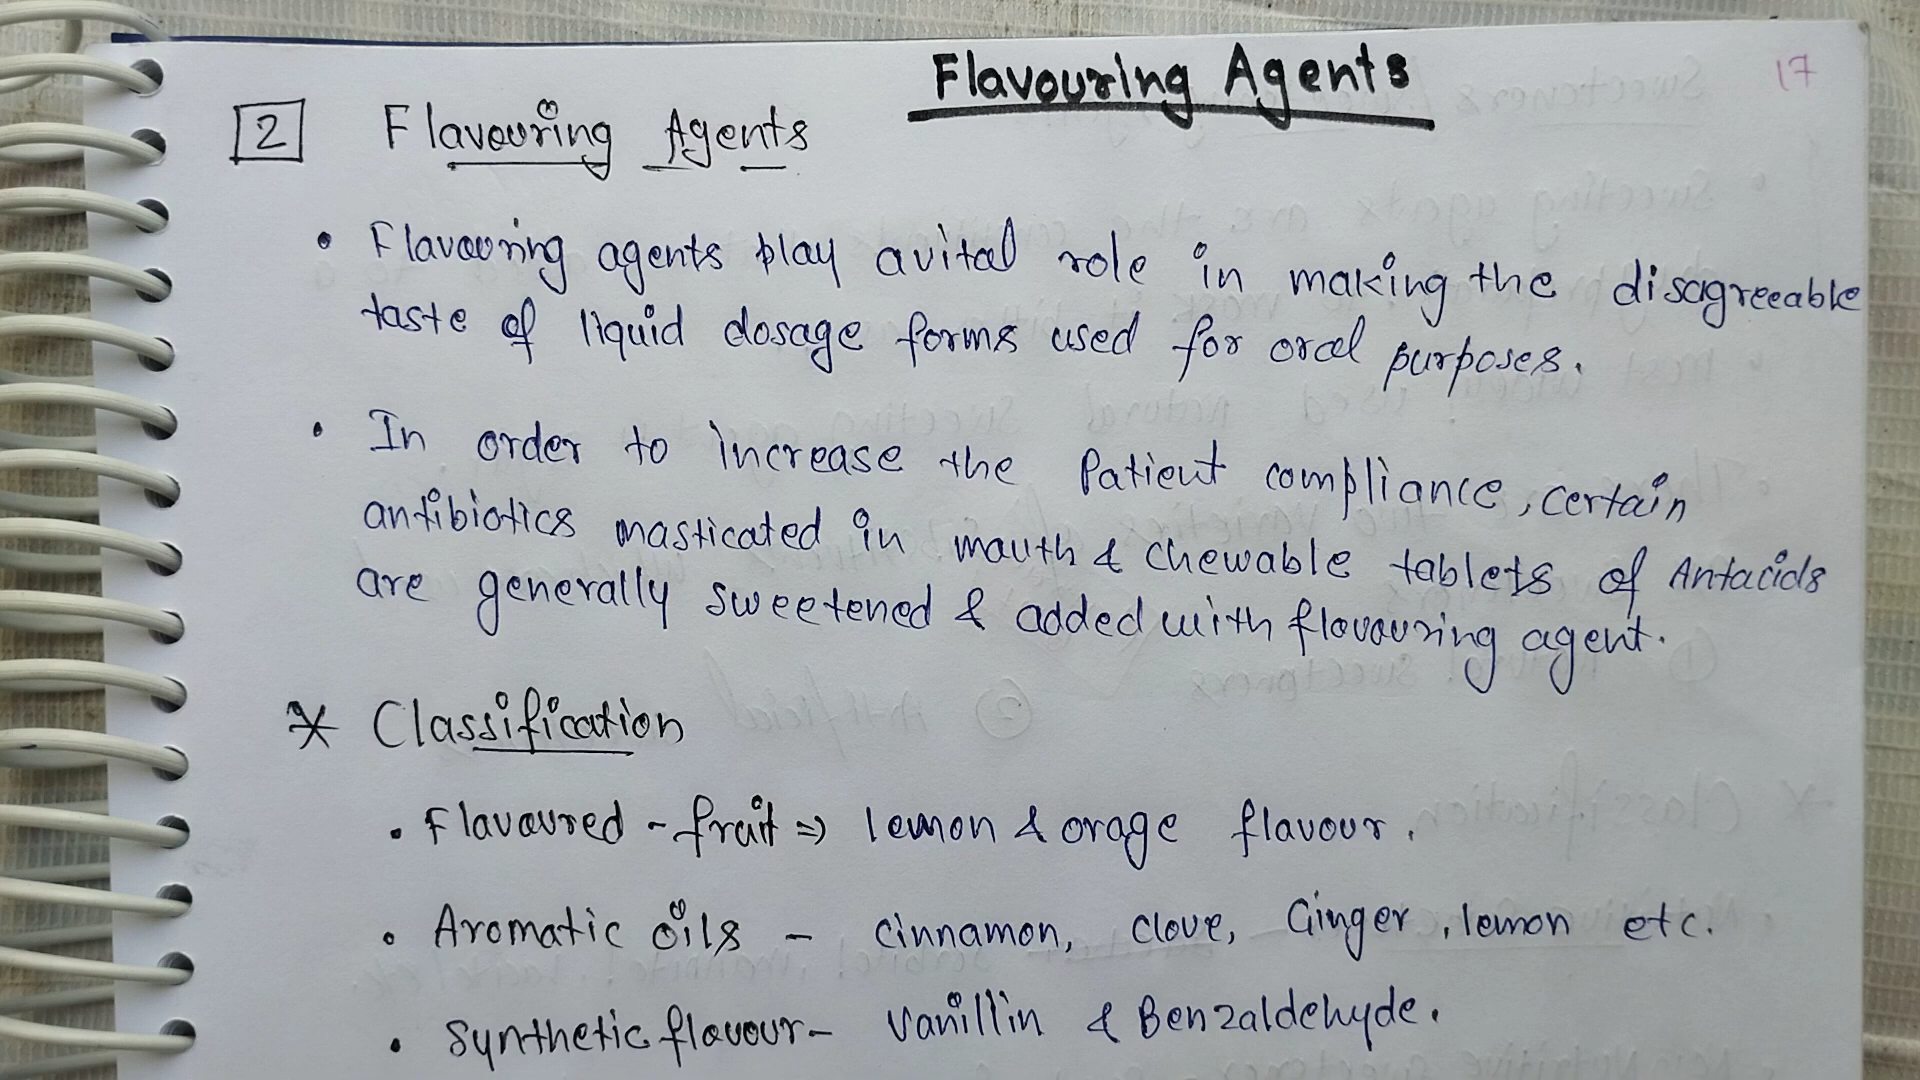 Flavouring Agents
17
2 Flavouring Agents
• Flavouring agents play a vital role in making the disagreeable
taste of liquid dosage forms used for oral purposes.
• In order to increase the Patient compliance, certain
antibiotics masticated in mouth & chewable tablets of Antacids
are generally sweetened & added with flavouring agent.
* Classification
• Flavoured - fruit ⇒ lemon & orage flavour.
• Aromatic oils - cinnamon, clove, Ginger, lemon etc.
• Synthetic flavour - Vanillin & Benzaldehyde.